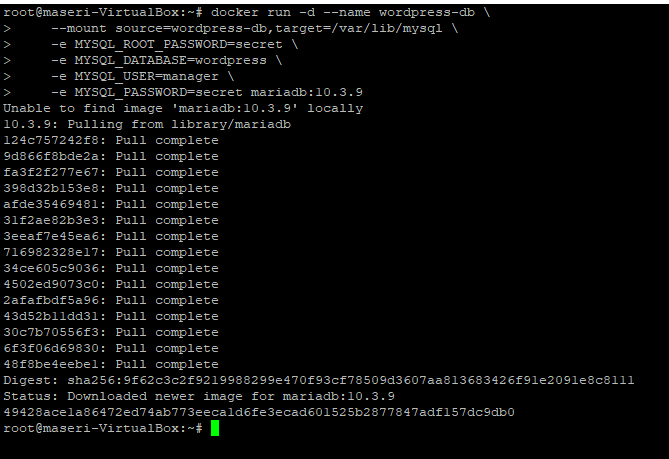 root@maseri-VirtualBox:~# docker run -d --name wordpress-db \
>     --mount source=wordpress-db,target=/var/lib/mysql \
>     -e MYSQL_ROOT_PASSWORD=secret \
>     -e MYSQL_DATABASE=wordpress \
>     -e MYSQL_USER=manager \
>     -e MYSQL_PASSWORD=secret mariadb:10.3.9
Unable to find image 'mariadb:10.3.9' locally
10.3.9: Pulling from library/mariadb
124c757242f8: Pull complete
9d866f8bde2a: Pull complete
fa3f2f277e67: Pull complete
398d32b153e8: Pull complete
afde35469481: Pull complete
31f2ae82b3e3: Pull complete
3eeaf7e45ea6: Pull complete
716982328e17: Pull complete
34ce605c9036: Pull complete
4502ed9073c0: Pull complete
2afafbdf5a96: Pull complete
43d52b11dd31: Pull complete
30c7b70556f3: Pull complete
6f3f06d69830: Pull complete
48f8be4eebe1: Pull complete
Digest: sha256:9f62c3c2f9219988299e470f93cf78509d3607aa813683426f91e2091e8c8111
Status: Downloaded newer image for mariadb:10.3.9
49428ace1a86472ed74ab773eeca1d6fe3ecad601525b2877847adf157dc9db0
root@maseri-VirtualBox:~#